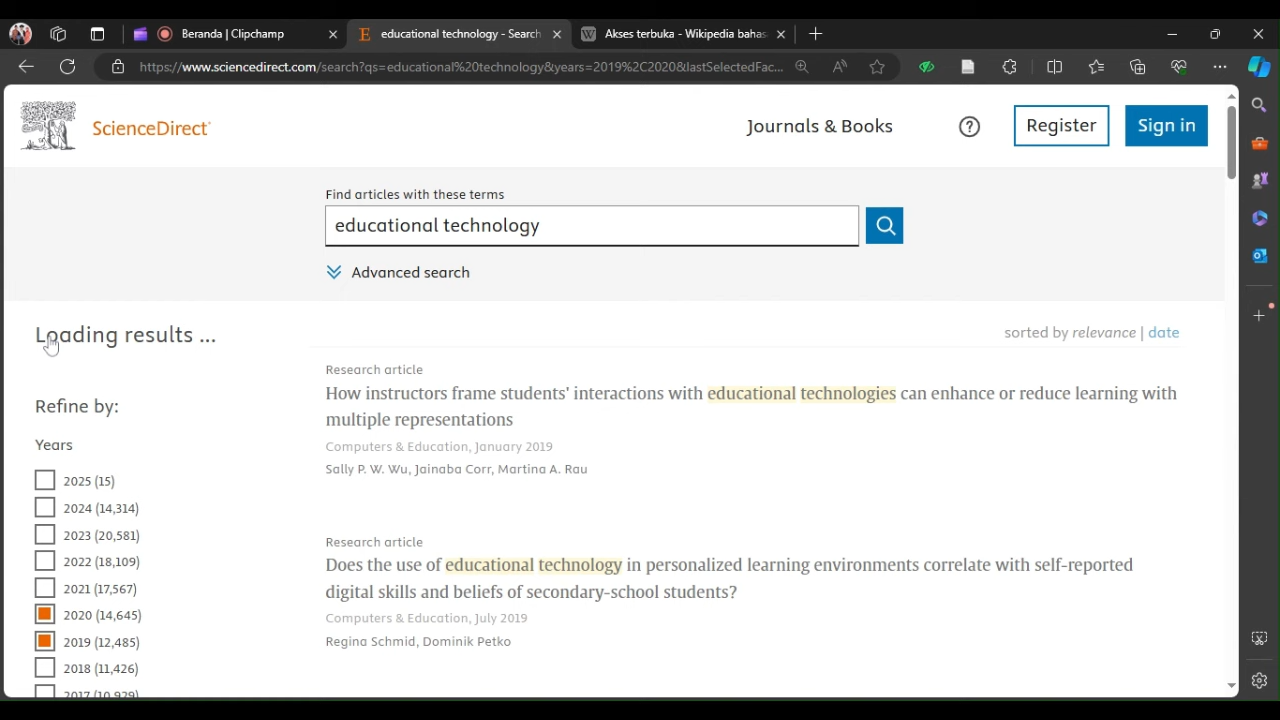 Beranda | Clipchamp
educational technology - Search
Akses terbuka - Wikipedia bahas
https://www.sciencedirect.com/search?qs=educational%20technology&years=2019%2C2020&lastSelectedFac...
ScienceDirect
Journals & Books
Register
Sign in
Find articles with these terms
educational technology
Advanced search
Loading results ...
sorted by relevance | date
Refine by:
Years
2025 (15)
2024 (14,314)
2023 (20,581)
2022 (18,109)
2021 (17,567)
2020 (14,645)
2019 (12,485)
2018 (11,426)
2017 (10,929)
Research article
How instructors frame students' interactions with educational technologies can enhance or reduce learning with
multiple representations
Computers & Education, January 2019
Sally P. W. Wu, Jainaba Corr, Martina A. Rau
Research article
Does the use of educational technology in personalized learning environments correlate with self-reported
digital skills and beliefs of secondary-school students?
Computers & Education, July 2019
Regina Schmid, Dominik Petko